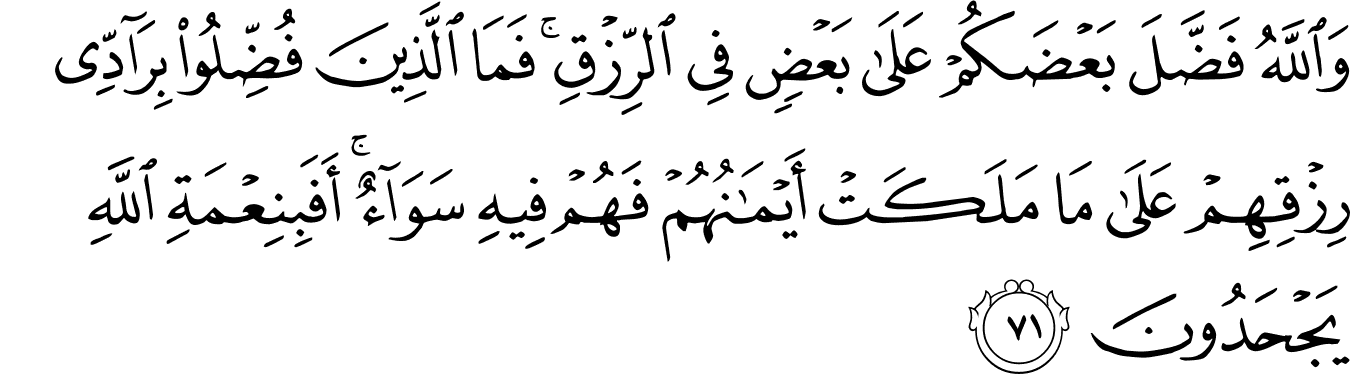 وَٱللَّهُ فَضَّلَ بَعْضَكُمْ عَلَىٰ بَعْضٍ فِى ٱلرِّزْقِ ۚ فَمَا ٱلَّذِينَ فُضِّلُوا۟ بِرَآدِّى
رِزْقِهِمْ عَلَىٰ مَا مَلَكَتْ أَيْمَـٰنُهُمْ فَهُمْ فِيهِ سَوَآءٌ ۚ أَفَبِنِعْمَةِ ٱللَّهِ
يَجْحَدُونَ ٧١